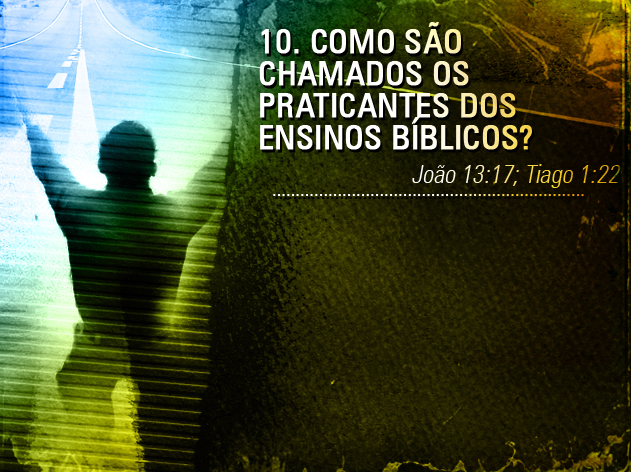 10. COMO SÃO
CHAMADOS OS
PRATICANTES DOS
ENSINOS BÍBLICOS?
João 13:17; Tiago 1:22